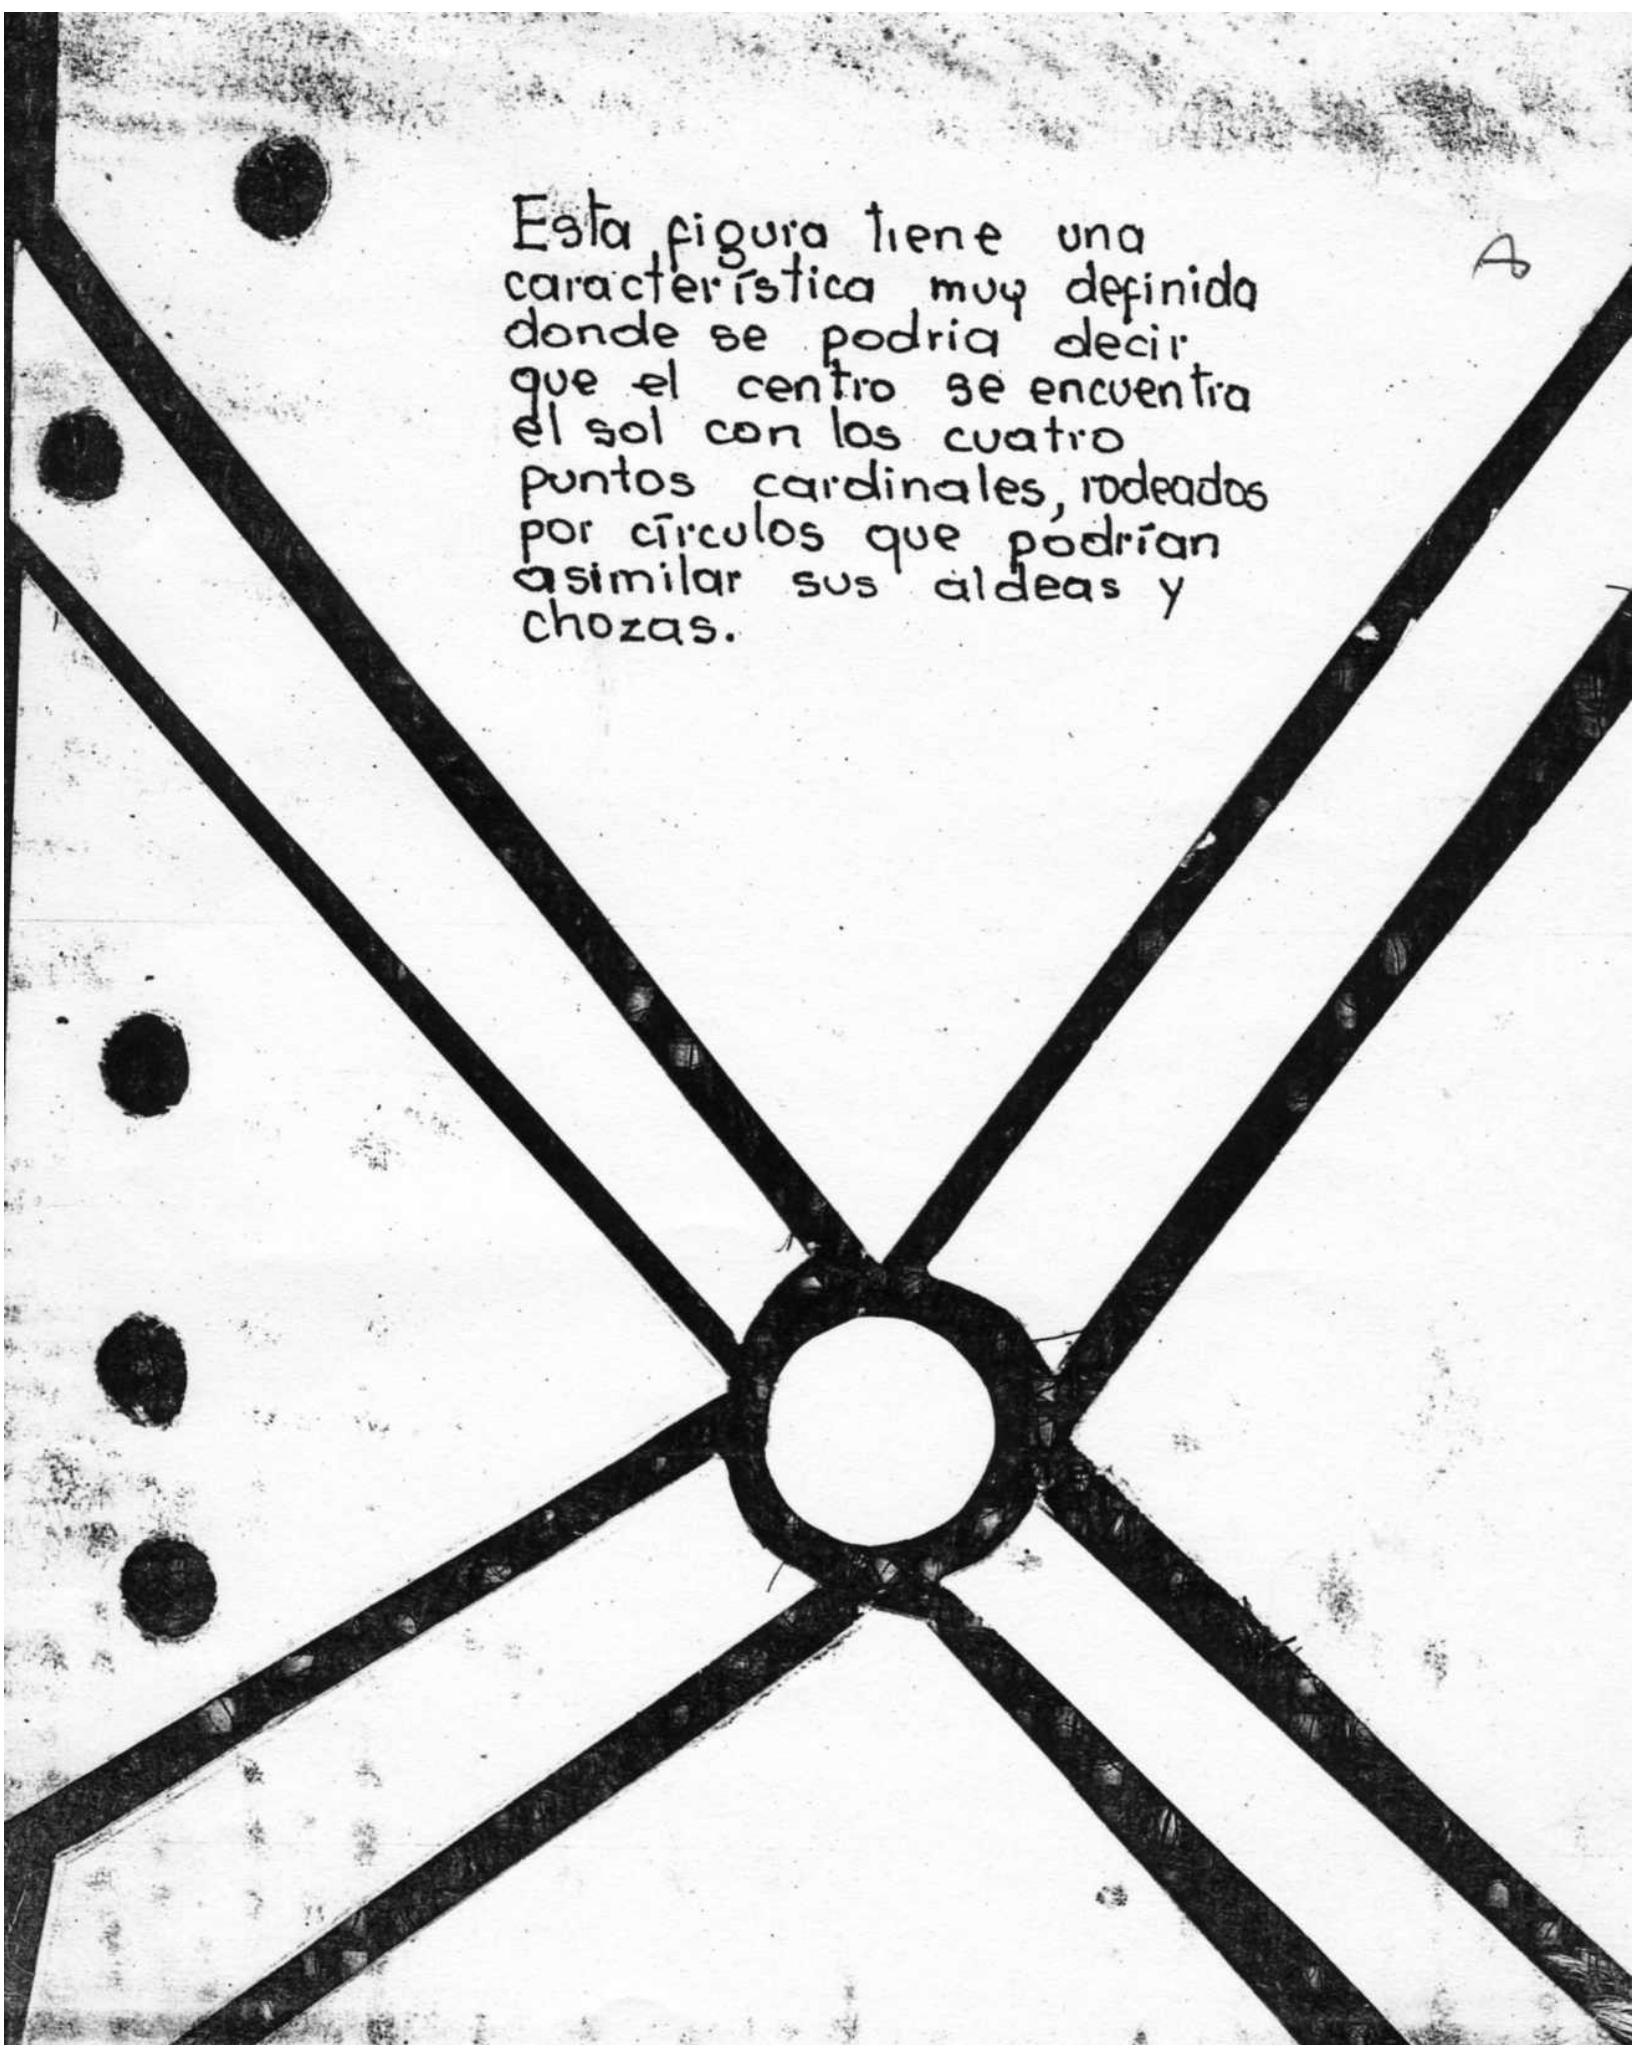 Esta figura tiene una
característica muy definida
donde se podria decir
que el centro se encuentra
el sol con los cuatro
puntos cardinales, rodeados
por círculos que podrían
asimilar sus aldeas y
chozas.